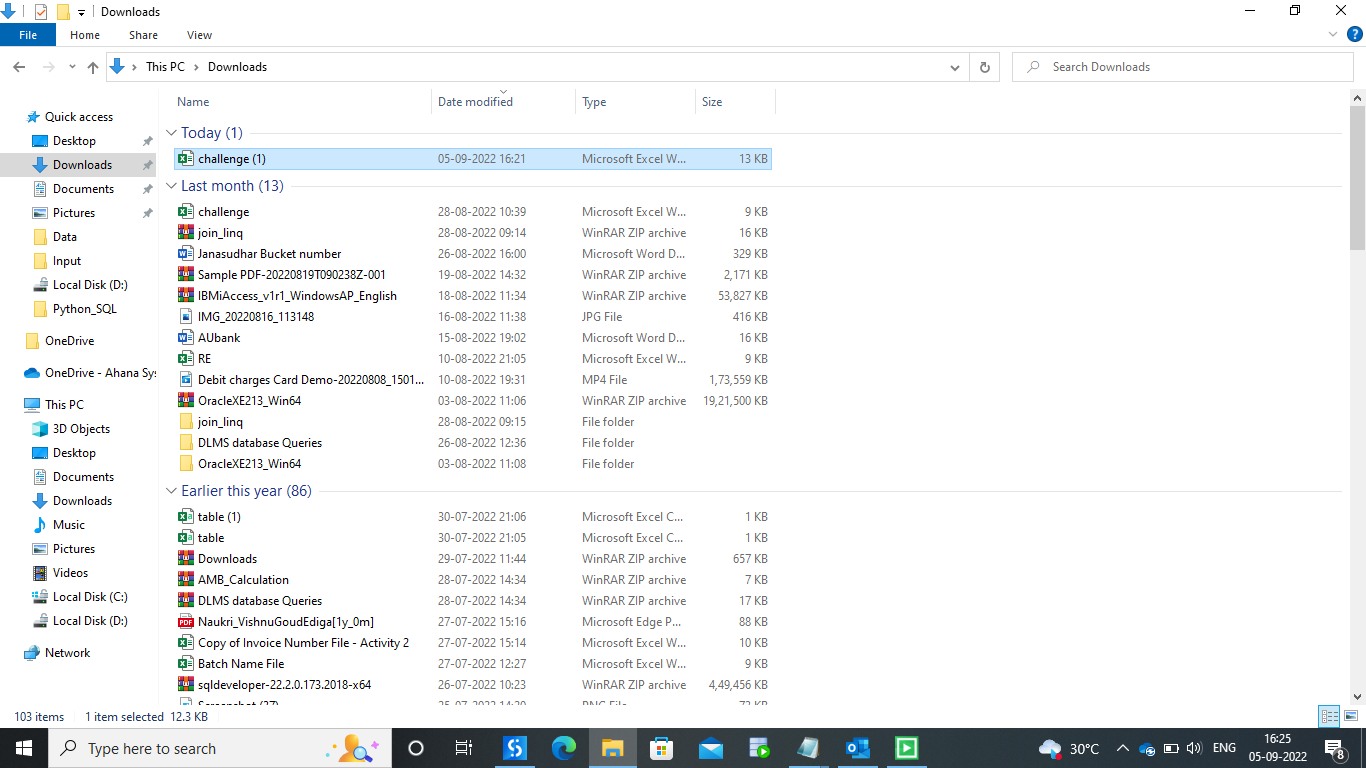 Downloads
File Home Share View
This PC > Downloads
Search Downloads
Name Date modified Type Size
Quick access
Desktop
Downloads
Documents
Pictures
Data
Input
Local Disk (D:)
Python_SQL
OneDrive
OneDrive - Ahana Sys
This PC
3D Objects
Desktop
Documents
Downloads
Music
Pictures
Videos
Local Disk (C:)
Local Disk (D:)
Network
Today (1)
challenge (1) 05-09-2022 16:21 Microsoft Excel W... 13 KB
Last month (13)
challenge 28-08-2022 10:39 Microsoft Excel W... 9 KB
join_linq 28-08-2022 09:14 WinRAR ZIP archive 16 KB
Janasudhar Bucket number 26-08-2022 16:00 Microsoft Word D... 329 KB
Sample PDF-20220819T090238Z-001 19-08-2022 14:32 WinRAR ZIP archive 2,171 KB
IBMiAccess_v1r1_WindowsAP_English 18-08-2022 11:34 WinRAR ZIP archive 53,827 KB
IMG_20220816_113148 16-08-2022 11:38 JPG File 416 KB
AUbank 15-08-2022 19:02 Microsoft Word D... 16 KB
RE 10-08-2022 21:05 Microsoft Excel W... 9 KB
Debit charges Card Demo-20220808_1501... 10-08-2022 19:31 MP4 File 1,73,559 KB
OracleXE213_Win64 03-08-2022 11:06 WinRAR ZIP archive 19,21,500 KB
join_linq 28-08-2022 09:15 File folder
DLMS database Queries 26-08-2022 12:36 File folder
OracleXE213_Win64 03-08-2022 11:08 File folder
Earlier this year (86)
table (1) 30-07-2022 21:06 Microsoft Excel C... 1 KB
table 30-07-2022 21:05 Microsoft Excel C... 1 KB
Downloads 29-07-2022 11:44 WinRAR ZIP archive 657 KB
AMB_Calculation 28-07-2022 14:34 WinRAR ZIP archive 7 KB
DLMS database Queries 28-07-2022 14:34 WinRAR ZIP archive 17 KB
Naukri_VishnuGoudEdiga[1y_0m] 27-07-2022 15:16 Microsoft Edge P... 88 KB
Copy of Invoice Number File - Activity 2 27-07-2022 15:14 Microsoft Excel W... 10 KB
Batch Name File 27-07-2022 12:27 Microsoft Excel W... 9 KB
sqldeveloper-22.2.0.173.2018-x64 26-07-2022 10:23 WinRAR ZIP archive 4,49,456 KB
103 items 1 item selected 12.3 KB
Type here to search
30°C ENG 16:25
05-09-2022
8